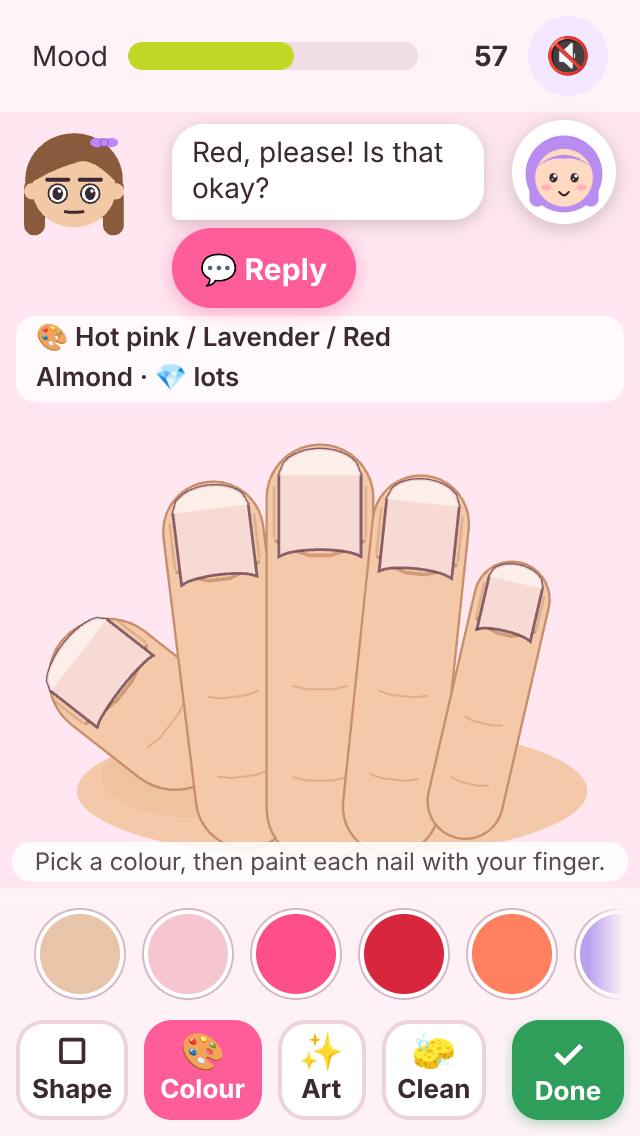 Mood
57
Red, please! Is that
okay?
Reply
Hot pink / Lavender / Red
Almond · lots
Pick a colour, then paint each nail with your finger.
Shape
Colour
Art
Clean
Done